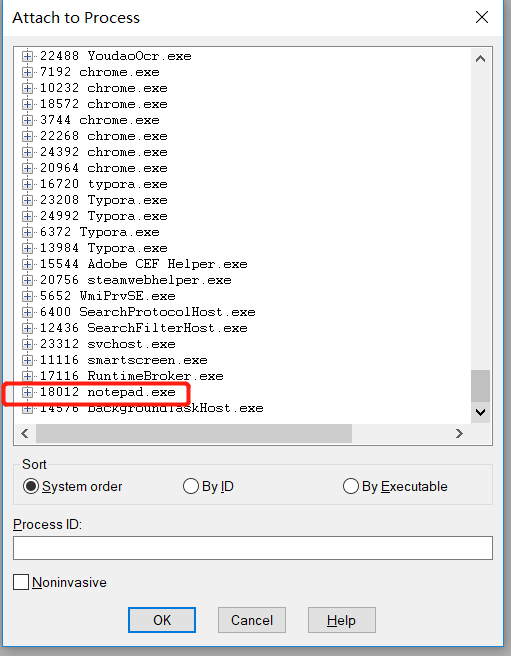 Attach to Process
22488 YoudaoOcr.exe
7192 chrome.exe
10232 chrome.exe
18572 chrome.exe
3744 chrome.exe
22268 chrome.exe
24392 chrome.exe
20964 chrome.exe
16720 typora.exe
23208 Typora.exe
24992 Typora.exe
6372 Typora.exe
13984 Typora.exe
15544 Adobe CEF Helper.exe
20756 steamwebhelper.exe
5652 WmiPrvSE.exe
6400 SearchProtocolHost.exe
12436 SearchFilterHost.exe
23312 svchost.exe
11116 smartscreen.exe
17116 RuntimeBroker.exe
18012 notepad.exe
14576 backgroundTaskHost.exe
Sort
System order By ID By Executable
Process ID:
Noninvasive
OK Cancel Help